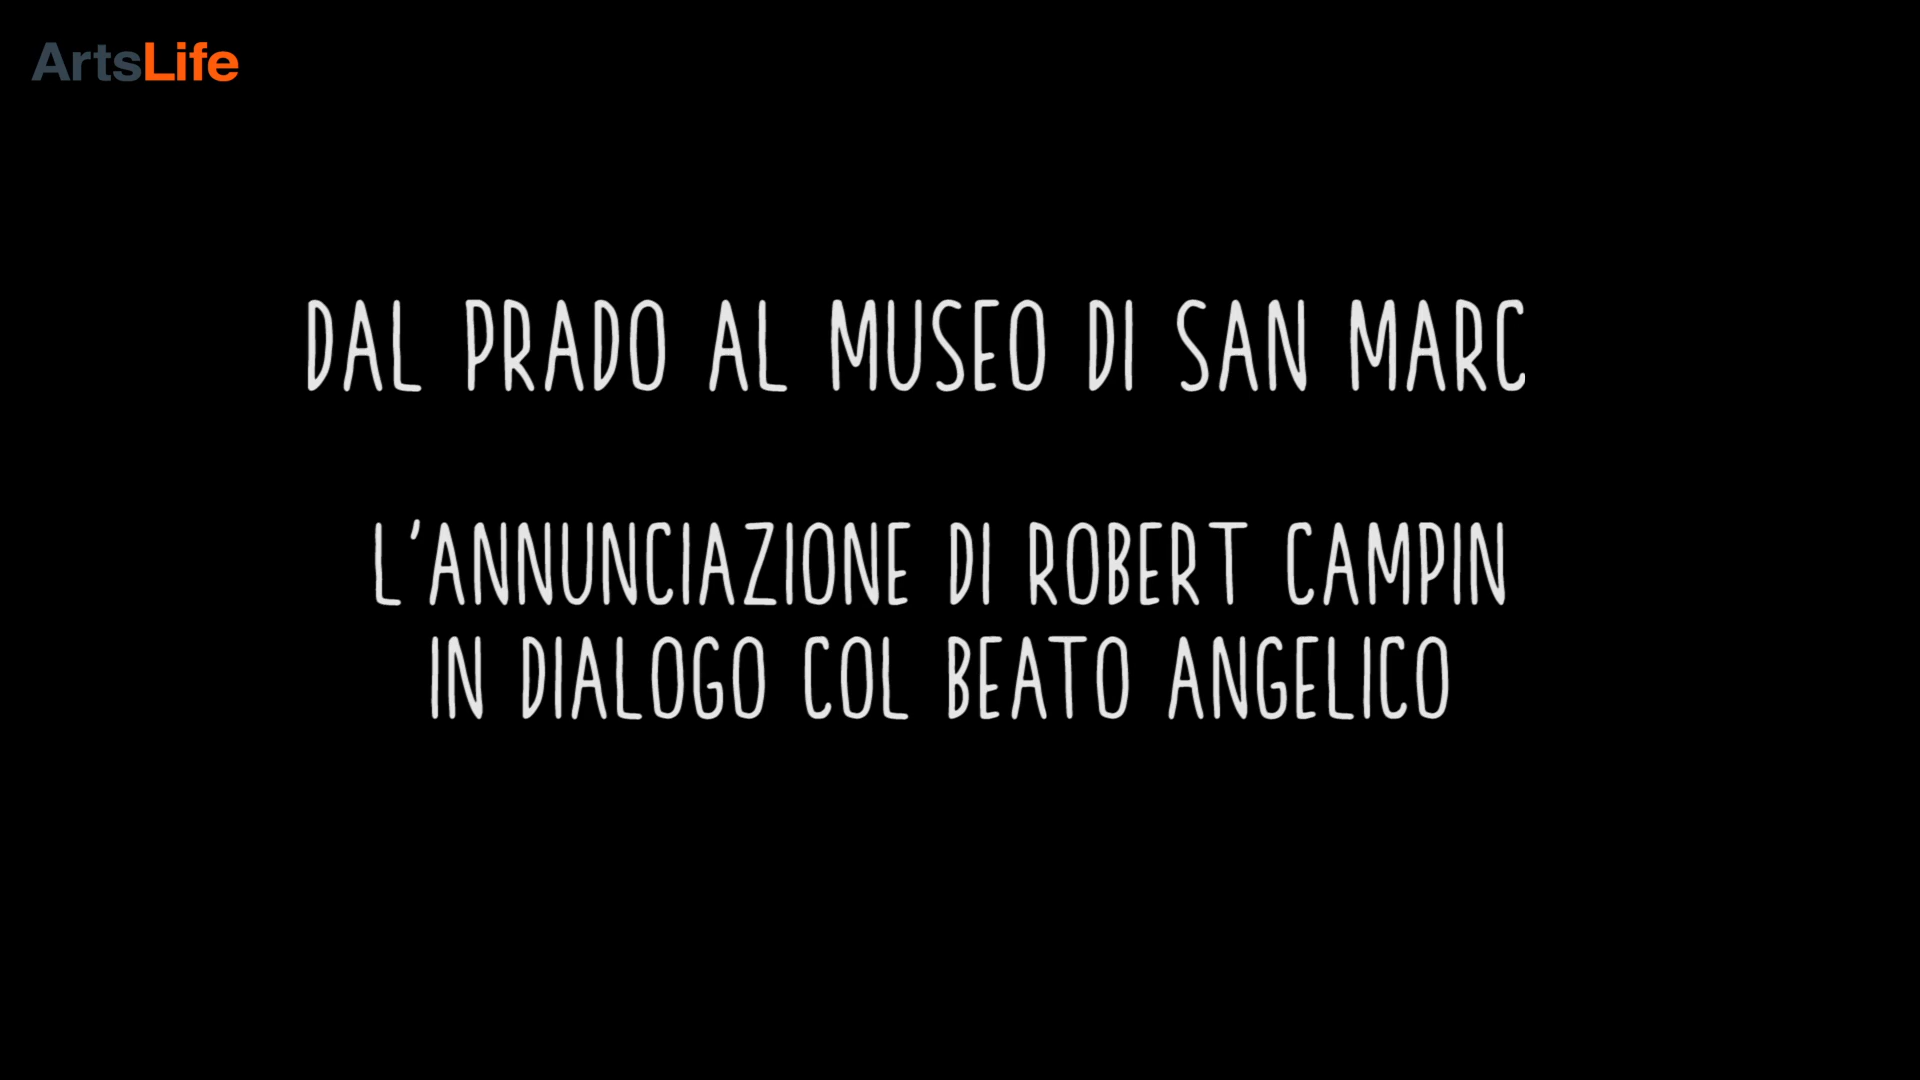 ArtsLife
DAL PRADO AL MUSEO DI SAN MARC
L'ANNUNCIAZIONE DI ROBERT CAMPIN
IN DIALOGO COL BEATO ANGELICO